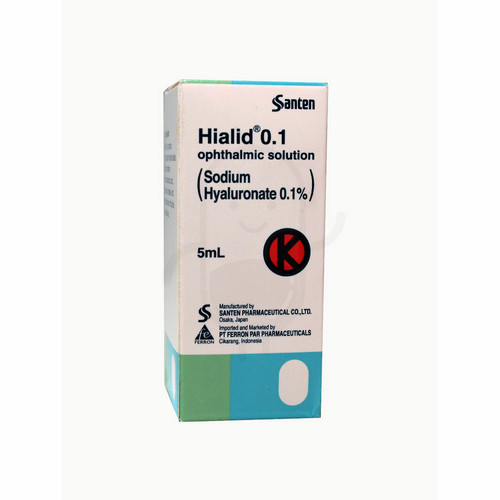 Santen
Hialid® 0.1
ophthalmic solution
(Sodium
Hyaluronate 0.1%)
K
5mL
Manufactured by
SANTEN PHARMACEUTICAL CO.,LTD.
Osaka, Japan
Imported and Marketed by
PT FERRON PAR PHARMACEUTICALS
Cikarang, Indonesia
FERRON